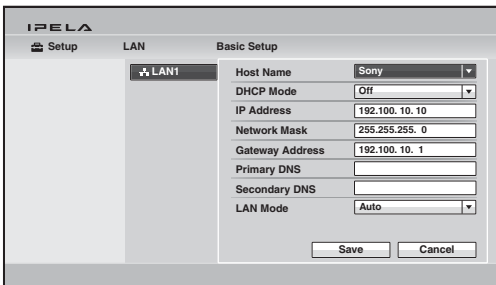 IPELA
Setup LAN Basic Setup
LAN1
Host Name Sony
DHCP Mode Off
IP Address 192.100. 10. 10
Network Mask 255.255.255. 0
Gateway Address 192.100. 10. 1
Primary DNS
Secondary DNS
LAN Mode Auto
Save Cancel